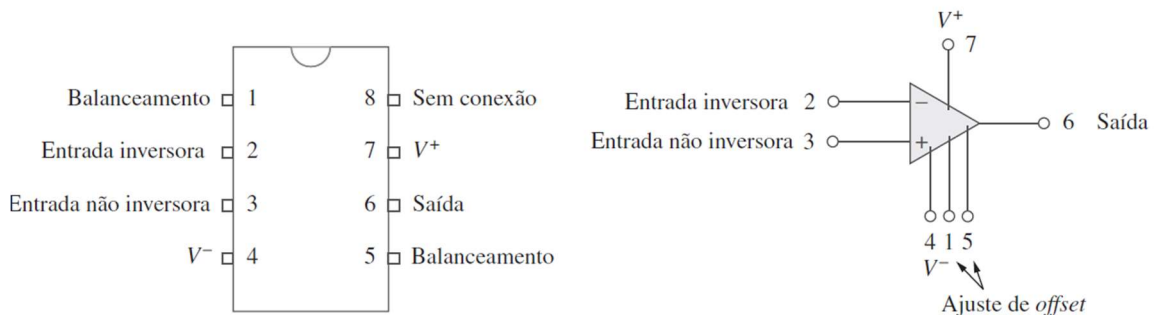 Balanceamento 1 8 Sem conexão
Entrada inversora 2 7 V⁺
Entrada não inversora 3 6 Saída
V⁻ 4 5 Balanceamento
V⁺
7
Entrada inversora 2 −
6 Saída
Entrada não inversora 3 +
4 1 5
V⁻
Ajuste de offset